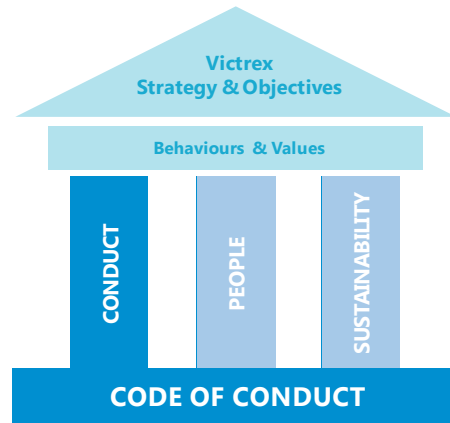 Victrex
Strategy & Objectives
Behaviours & Values
CONDUCT
PEOPLE
SUSTAINABILITY
CODE OF CONDUCT